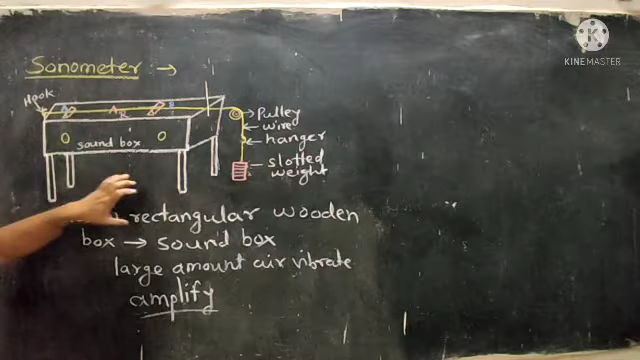 Sonometer →
Hook
A
B
sound box
Pulley
wire
hanger
slotted
weight
rectangular wooden
box → sound box
large amount air vibrate
amplify
KINEMASTER